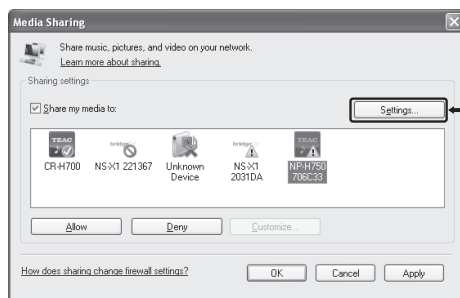 Media Sharing
Share music, pictures, and video on your network.
Learn more about sharing.
Sharing settings
Share my media to:
Settings...
TEAC
TEAC
CR-H700
NS-X1 221367
Unknown
Device
NS-X1
2031DA
NP-H750
706C33
Allow
Deny
Customize...
How does sharing change firewall settings?
OK
Cancel
Apply